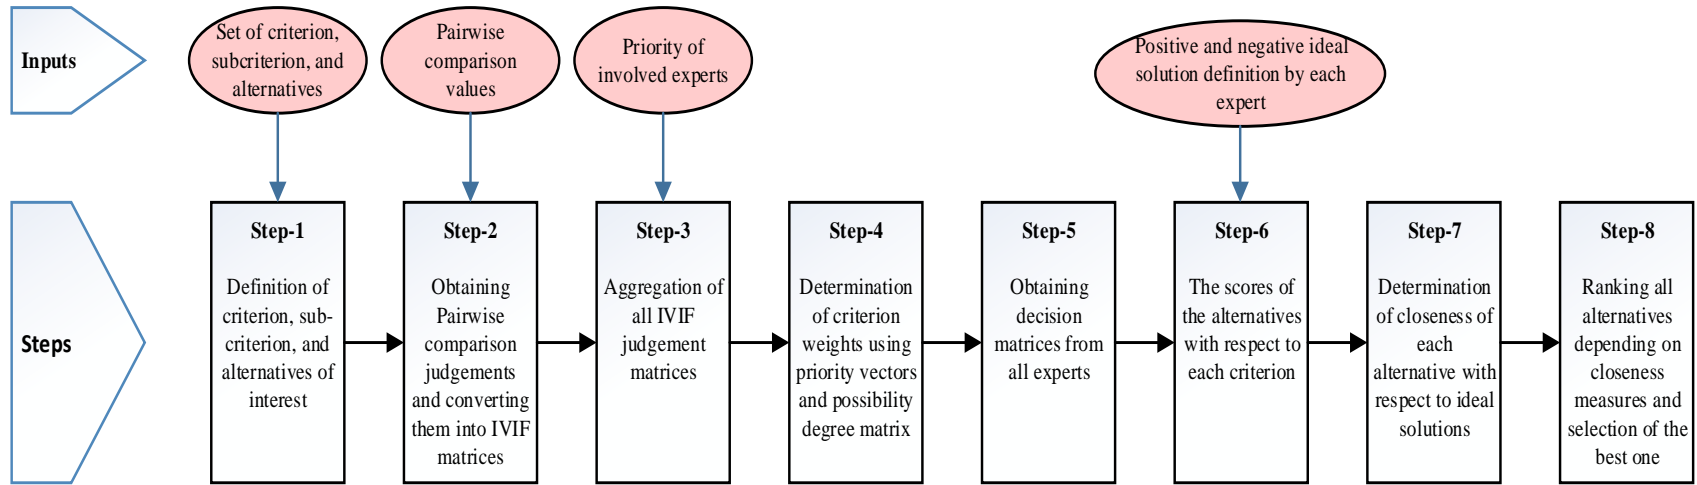 Inputs
Set of criterion,
subcriterion, and
alternatives
Pairwise
comparison
values
Priority of
involved experts
Positive and negative ideal
solution definition by each
expert
Steps
Step-1
Definition of
criterion, sub-
criterion, and
alternatives of
interest
Step-2
Obtaining
Pairwise
comparison
judgements
and converting
them into IVIF
matrices
Step-3
Aggregation of
all IVIF
judgement
matrices
Step-4
Determination
of criterion
weights using
priority vectors
and possibility
degree matrix
Step-5
Obtaining
decision
matrices from
all experts
Step-6
The scores of
the alternatives
with respect to
each criterion
Step-7
Determination
of closeness of
each
alternative with
respect to ideal
solutions
Step-8
Ranking all
alternatives
depending on
closeness
measures and
selection of the
best one